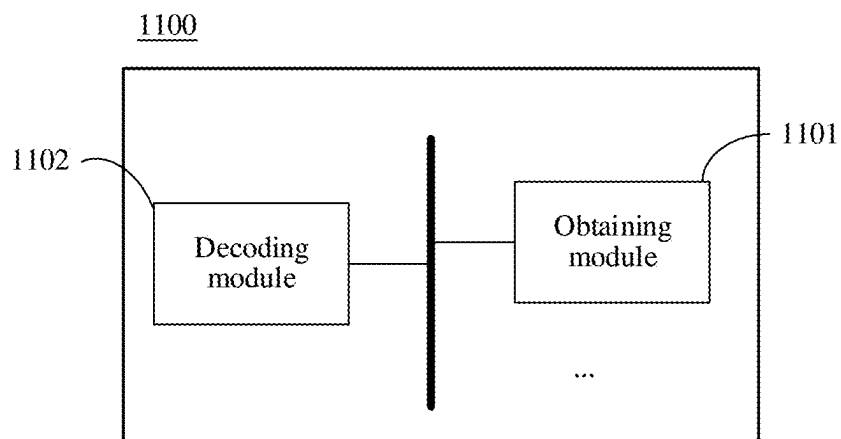 1100
1101
1102
Decoding
module
Obtaining
module
...